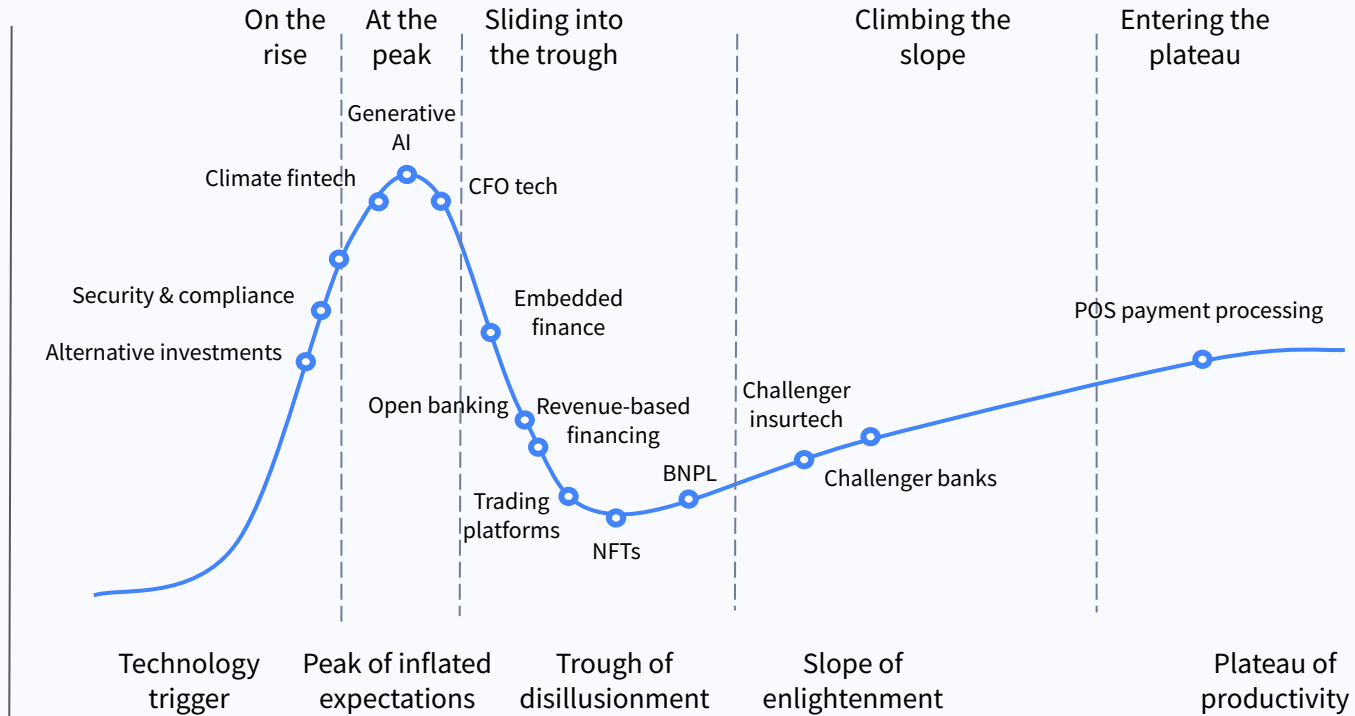 On the
rise
At the
peak
Sliding into
the trough
Climbing the
slope
Entering the
plateau
Generative
AI
Climate fintech
CFO tech
Security & compliance
Alternative investments
Embedded
finance
Open banking
Revenue-based
financing
Trading
platforms
NFTs
BNPL
Challenger
insurtech
Challenger banks
POS payment processing
Technology
trigger
Peak of inflated
expectations
Trough of
disillusionment
Slope of
enlightenment
Plateau of
productivity